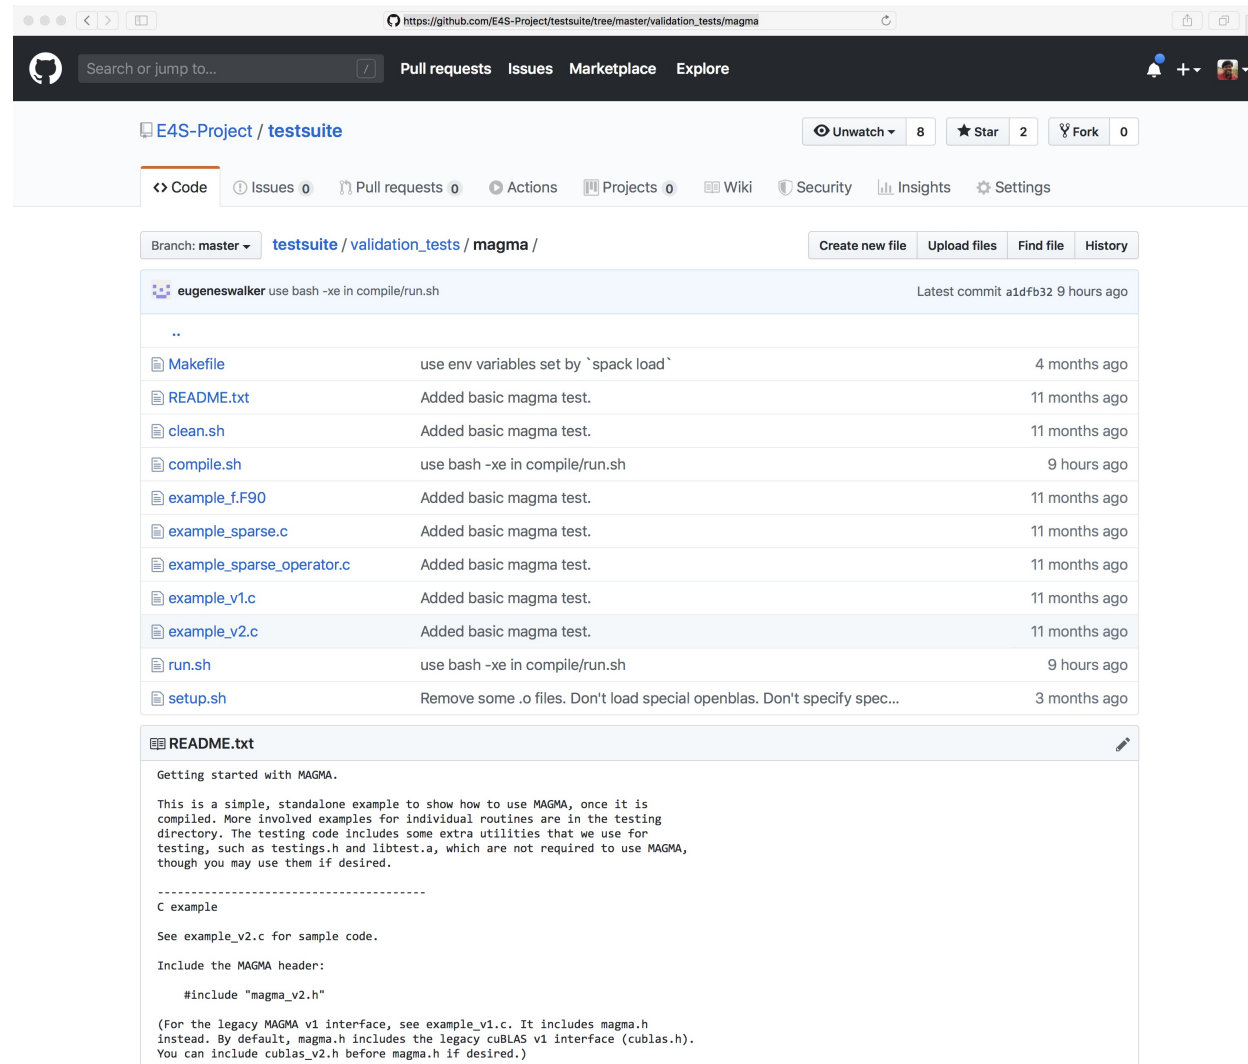 https://github.com/E4S-Project/testsuite/tree/master/validation_tests/magma
Search or jump to... / Pull requests Issues Marketplace Explore
E4S-Project / testsuite Unwatch 8 Star 2 Fork 0
<> Code Issues 0 Pull requests 0 Actions Projects 0 Wiki Security Insights Settings
Branch: master testsuite / validation_tests / magma / Create new file Upload files Find file History
eugeneswalker use bash -xe in compile/run.sh Latest commit a1dfb32 9 hours ago
..
Makefile use env variables set by `spack load` 4 months ago
README.txt Added basic magma test. 11 months ago
clean.sh Added basic magma test. 11 months ago
compile.sh use bash -xe in compile/run.sh 9 hours ago
example_f.F90 Added basic magma test. 11 months ago
example_sparse.c Added basic magma test. 11 months ago
example_sparse_operator.c Added basic magma test. 11 months ago
example_v1.c Added basic magma test. 11 months ago
example_v2.c Added basic magma test. 11 months ago
run.sh use bash -xe in compile/run.sh 9 hours ago
setup.sh Remove some .o files. Don't load special openblas. Don't specify spec... 3 months ago
README.txt
Getting started with MAGMA.
This is a simple, standalone example to show how to use MAGMA, once it is
compiled. More involved examples for individual routines are in the testing
directory. The testing code includes some extra utilities that we use for
testing, such as testings.h and libtest.a, which are not required to use MAGMA,
though you may use them if desired.
----------------------------------------
C example
See example_v2.c for sample code.
Include the MAGMA header:
#include "magma_v2.h"
(For the legacy MAGMA v1 interface, see example_v1.c. It includes magma.h
instead. By default, magma.h includes the legacy cuBLAS v1 interface (cublas.h).
You can include cublas_v2.h before magma.h if desired.)